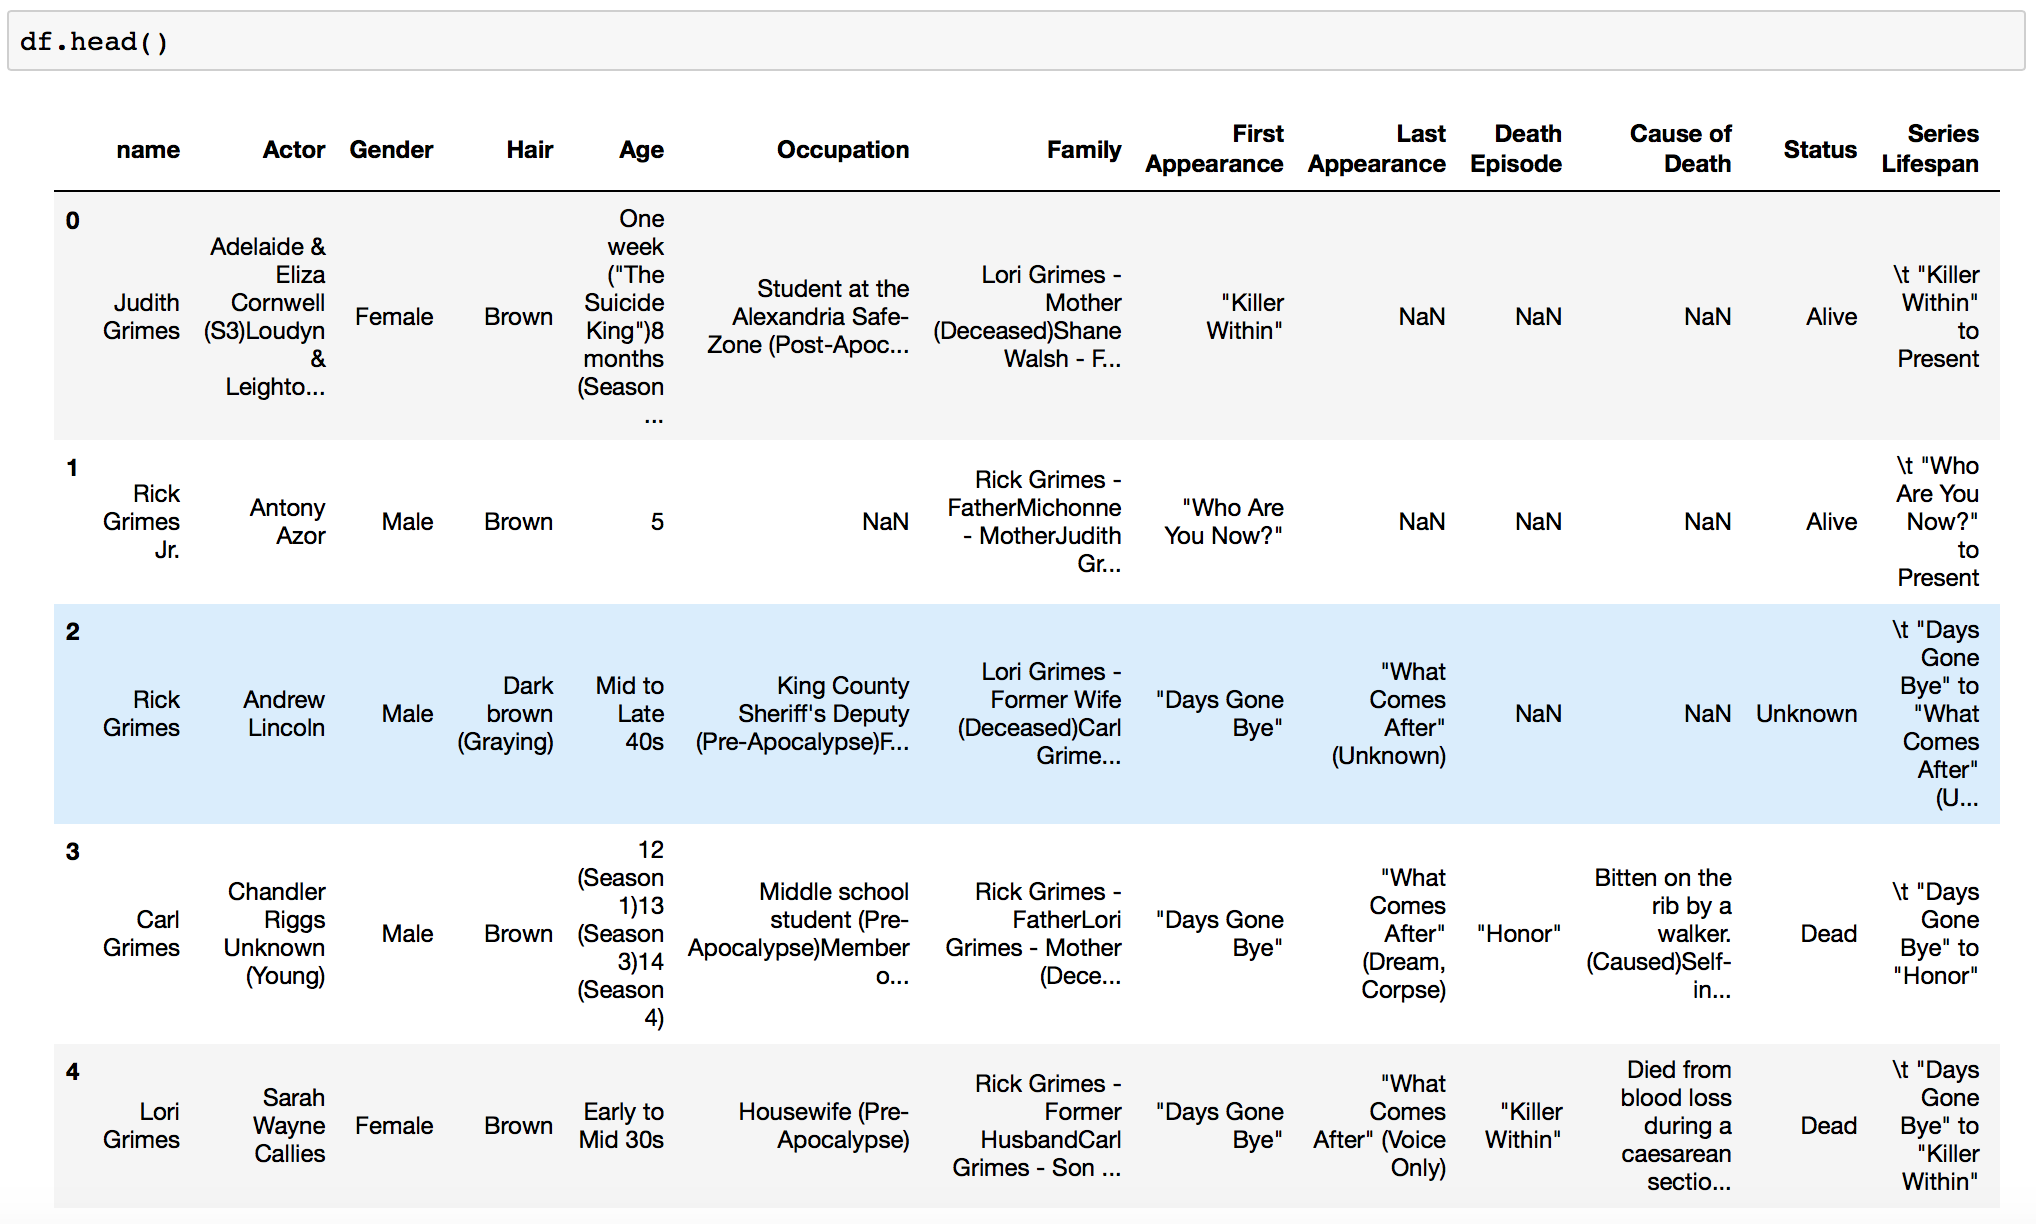 df.head()
name Actor Gender Hair Age Occupation Family First Appearance Last Appearance Death Episode Cause of Death Status Series Lifespan
0 Judith Grimes Adelaide & Eliza Cornwell (S3)Loudyn & Leighto... Female Brown One week ("The Suicide King")8 months (Season ... Student at the Alexandria Safe-Zone (Post-Apoc... Lori Grimes - Mother (Deceased)Shane Walsh - F... "Killer Within" NaN NaN NaN Alive \t "Killer Within" to Present
1 Rick Grimes Jr. Antony Azor Male Brown 5 NaN Rick Grimes - FatherMichonne - MotherJudith Gr... "Who Are You Now?" NaN NaN NaN Alive \t "Who Are You Now?" to Present
2 Rick Grimes Andrew Lincoln Male Dark brown (Graying) Mid to Late 40s King County Sheriff's Deputy (Pre-Apocalypse)F... Lori Grimes - Former Wife (Deceased)Carl Grime... "Days Gone Bye" "What Comes After" (Unknown) NaN NaN Unknown \t "Days Gone Bye" to "What Comes After" (U...
3 Carl Grimes Chandler Riggs Unknown (Young) Male Brown 12 (Season 1)13 (Season 3)14 (Season 4) Middle school student (Pre-Apocalypse)Member o... Rick Grimes - FatherLori Grimes - Mother (Dece... "Days Gone Bye" "What Comes After" (Dream, Corpse) "Honor" Bitten on the rib by a walker. (Caused)Self-in... Dead \t "Days Gone Bye" to "Honor"
4 Lori Grimes Sarah Wayne Callies Female Brown Early to Mid 30s Housewife (Pre-Apocalypse) Rick Grimes - Former HusbandCarl Grimes - Son ... "Days Gone Bye" "What Comes After" (Voice Only) "Killer Within" Died from blood loss during a caesarean sectio... Dead \t "Days Gone Bye" to "Killer Within"